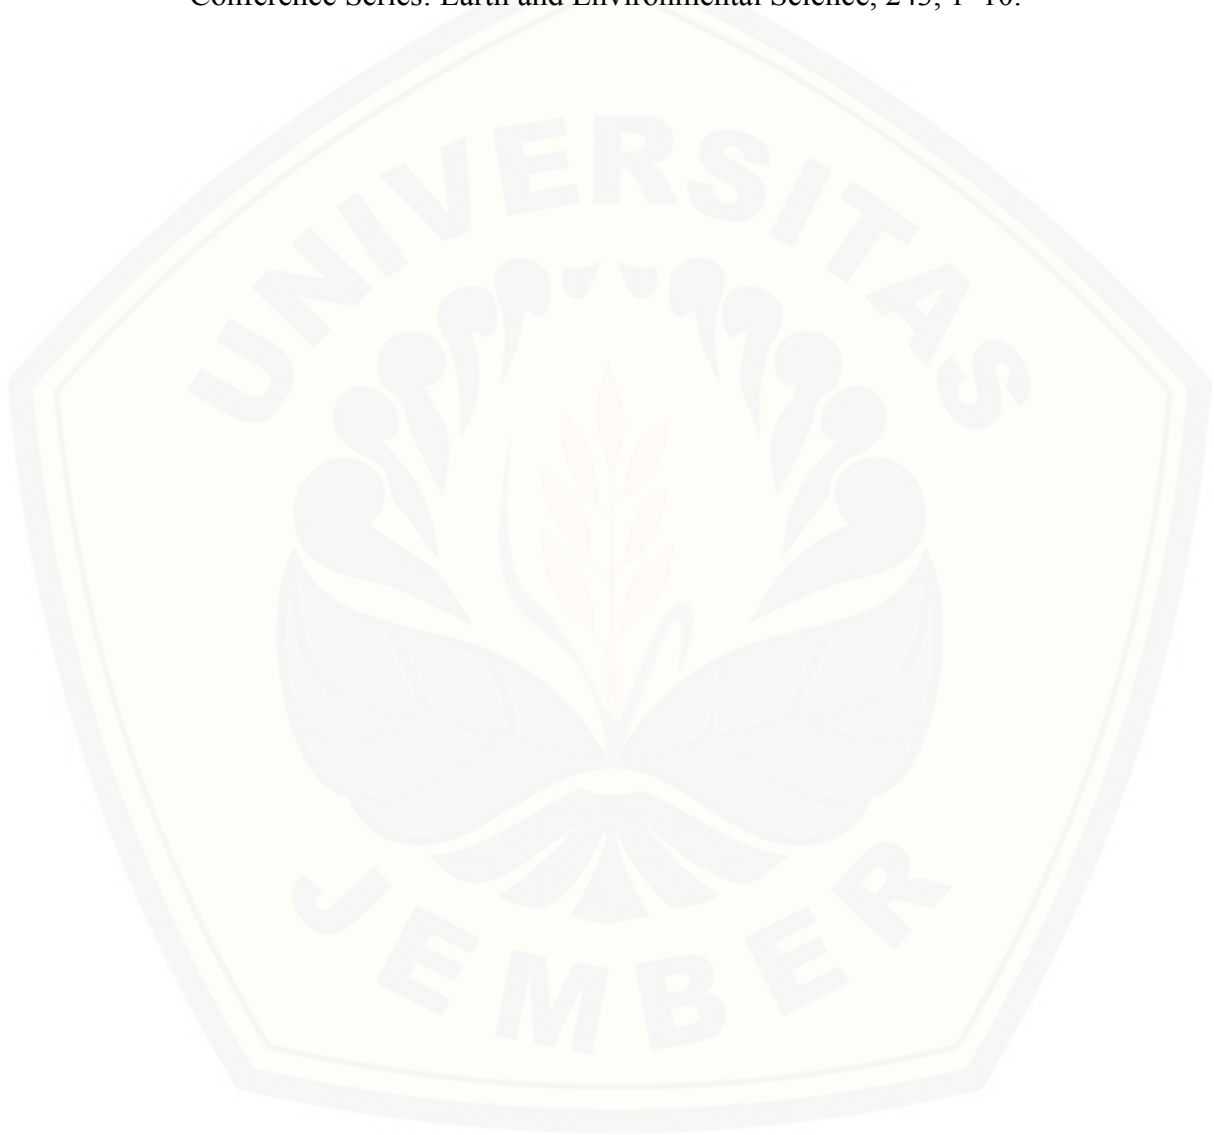 Conference Series: Earth and Environmental Science, 243, 1–10.
UNIVERSITAS
JEMBER